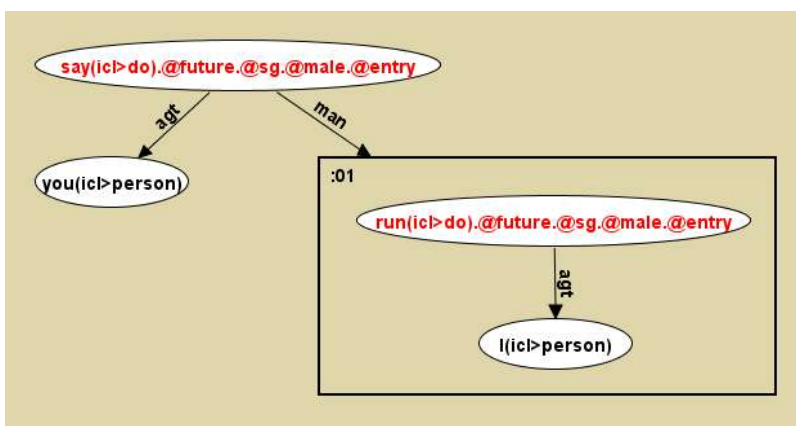 say(icl>do).@future.@sg.@male.@entry
agt
man
you(icl>person)
:01
run(icl>do).@future.@sg.@male.@entry
agt
I(icl>person)